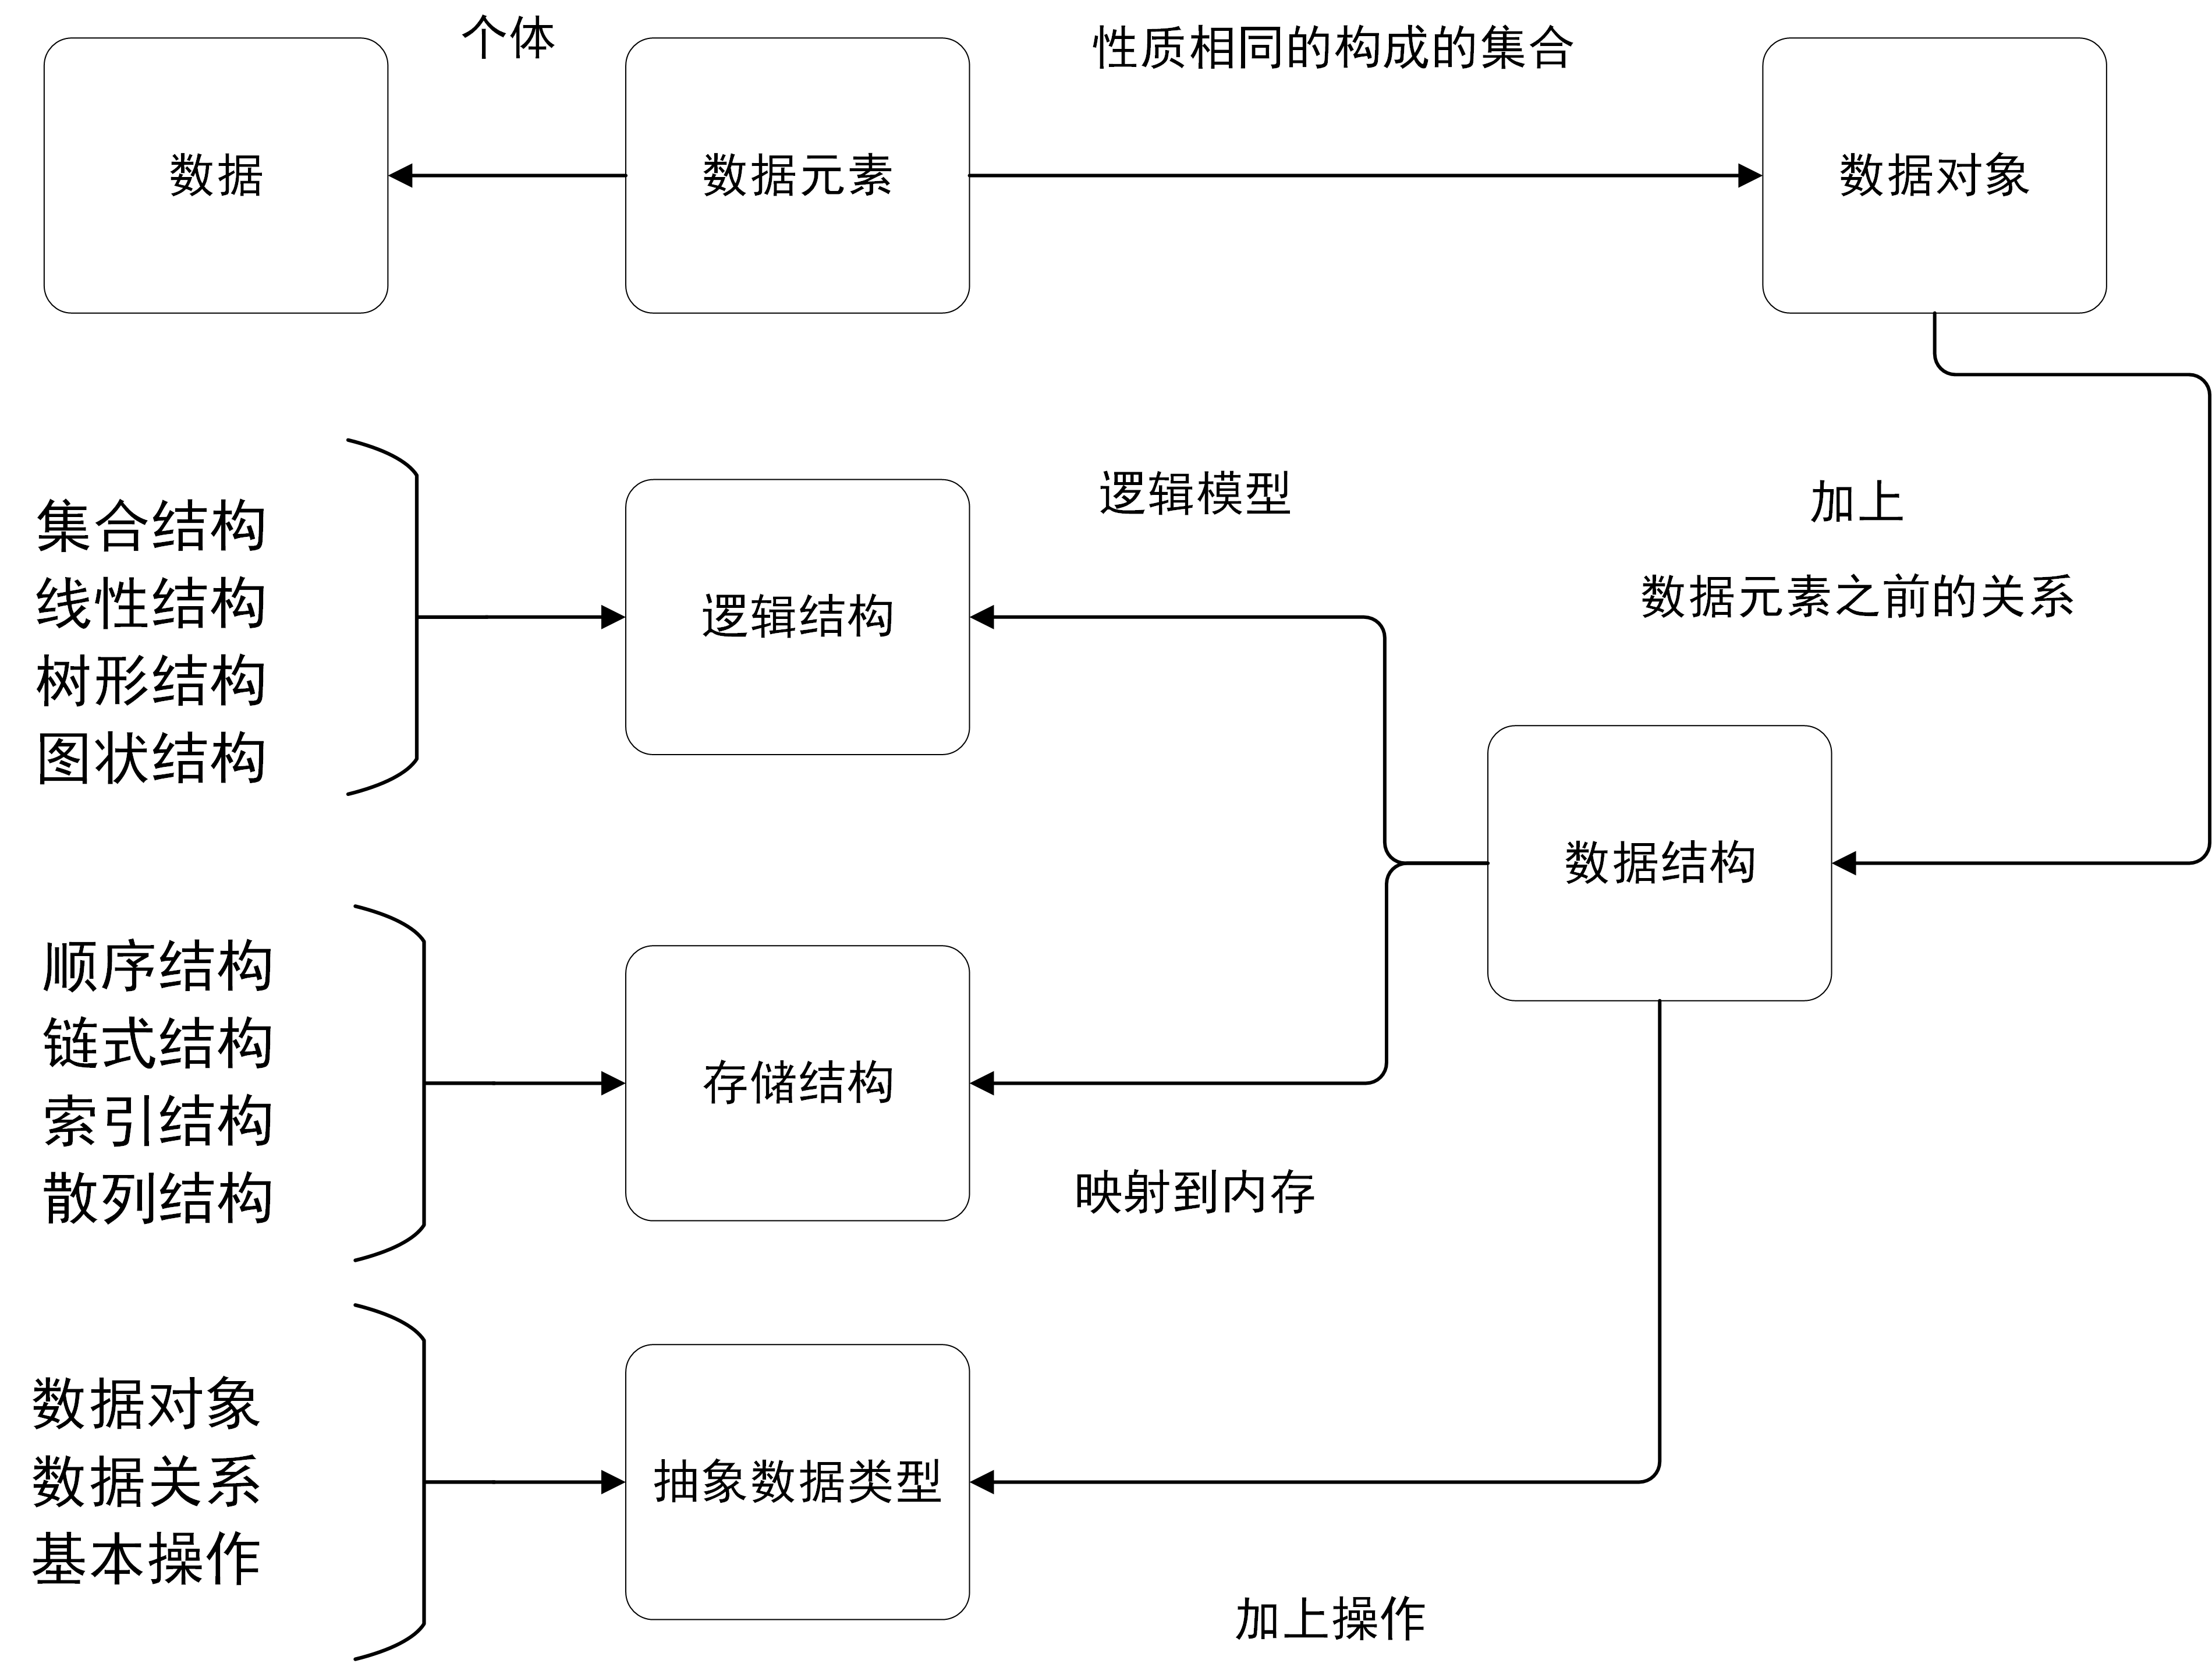 个体
性质相同的构成的集合
数据
数据元素
数据对象
逻辑模型
加上
数据元素之前的关系
集合结构
线性结构
树形结构
图状结构
逻辑结构
数据结构
顺序结构
链式结构
索引结构
散列结构
存储结构
映射到内存
数据对象
数据关系
基本操作
抽象数据类型
加上操作